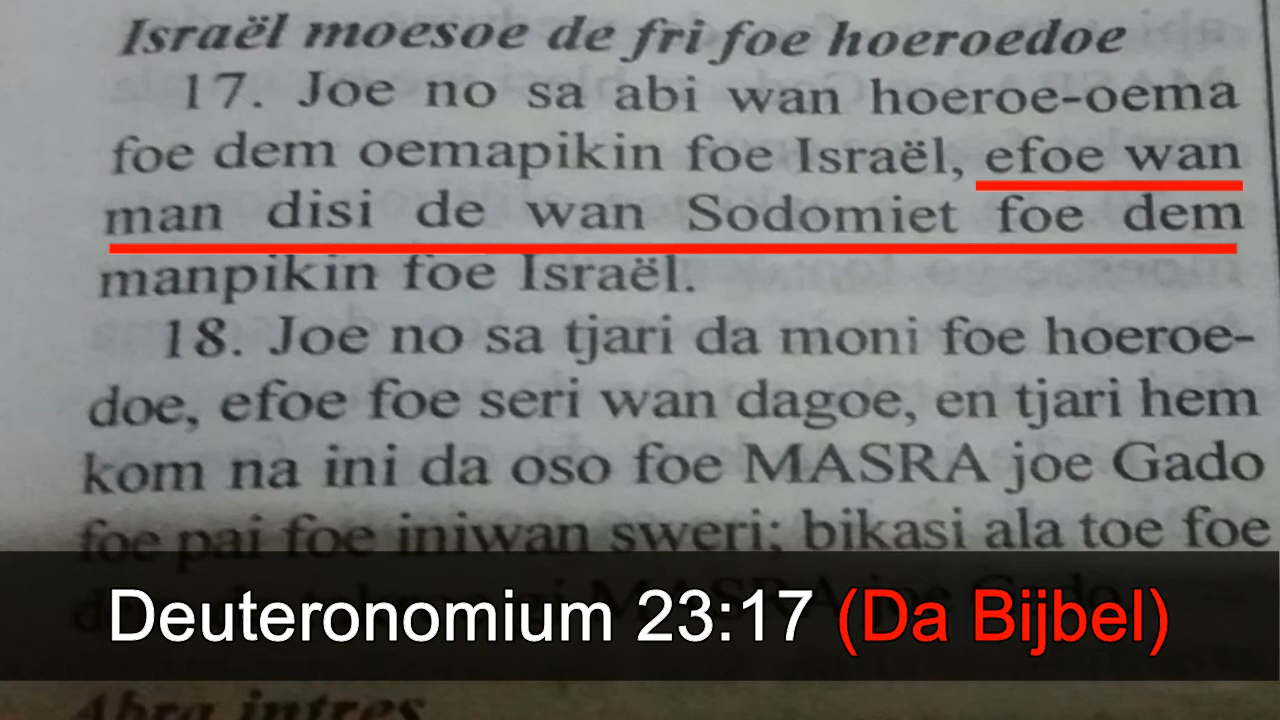 Israël moesoe de fri foe hoeroedoe
17. Joe no sa abi wan hoeroe-oema
foe dem oemapikin foe Israël, efoe wan
man disi de wan Sodomiet foe dem
manpikin foe Israël.
18. Joe no sa tjari da moni foe hoeroe-
doe, efoe foe seri wan dagoe, en tjari hem
kom na ini da oso foe MASRA joe Gado
foe pai foe iniwan sweri; bikasi ala toe foe
Deuteronomium 23:17 (Da Bijbel)
Abra intres